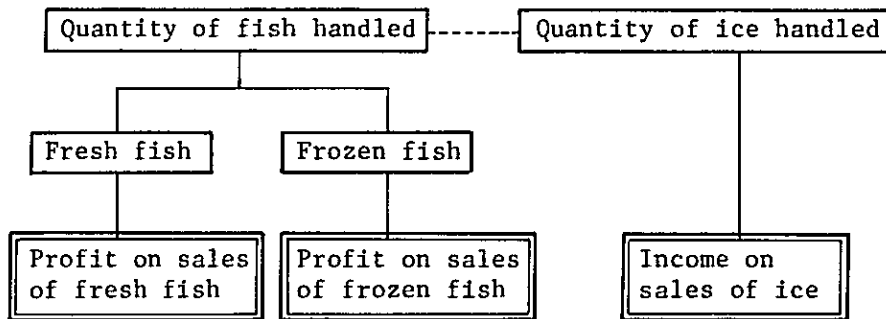 Quantity of fish handled
Quantity of ice handled
Fresh fish
Frozen fish
Profit on sales
of fresh fish
Profit on sales
of frozen fish
Income on
sales of ice